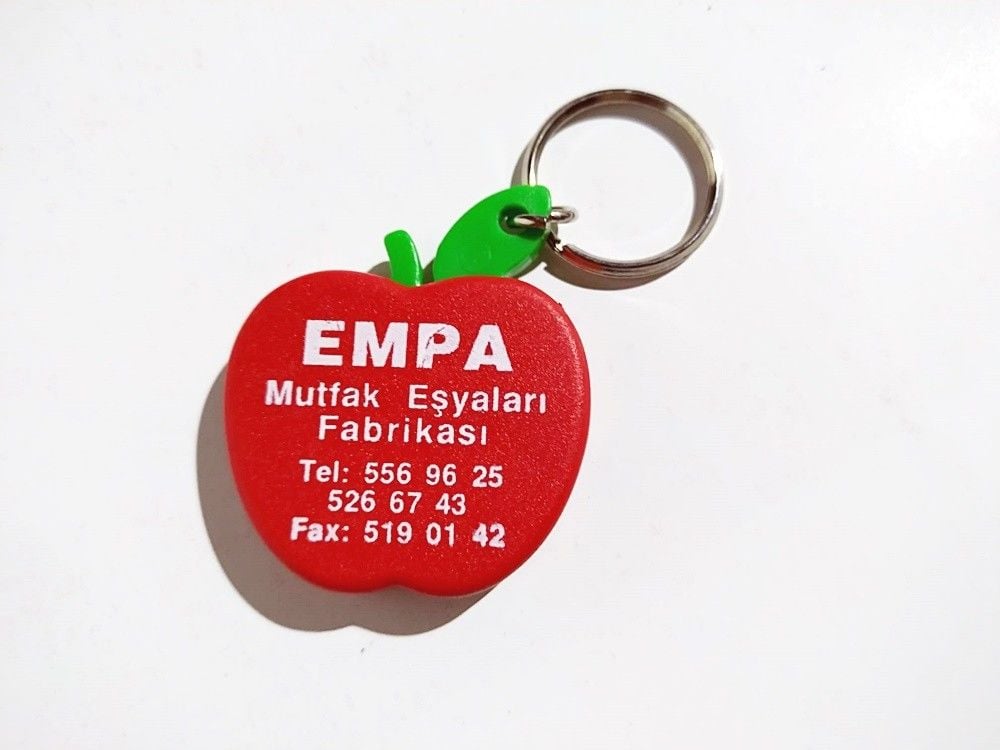 EMPA
Mutfak Eşyaları
Fabrikası
Tel: 556 96 25
526 67 43
Fax: 519 01 42